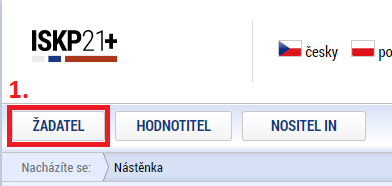 ISKP21+
česky
po
1.
ŽADATEL HODNOTITEL NOSITEL IN
Nacházíte se: Nástěnka